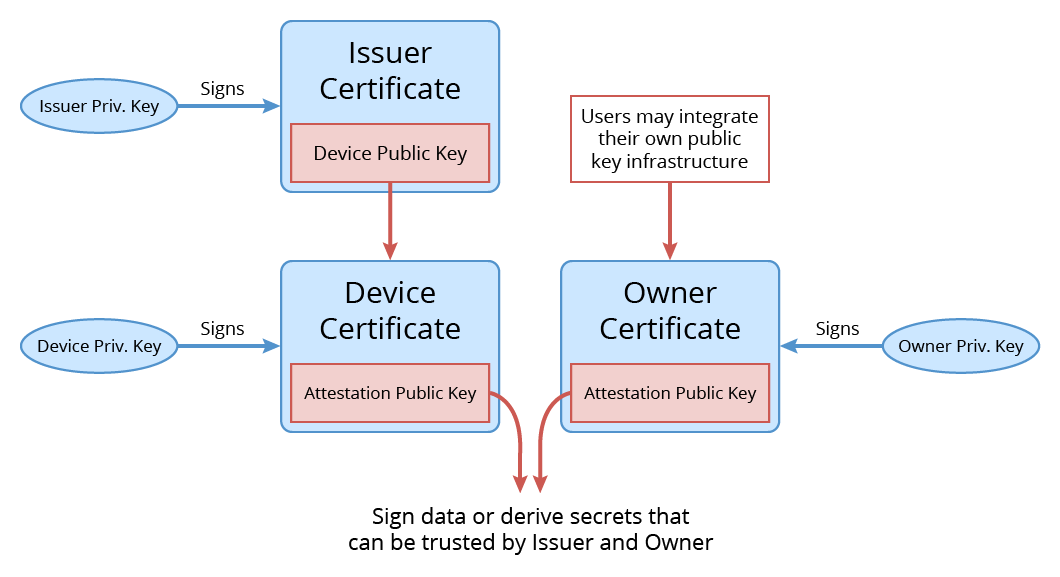 Issuer
Certificate
Issuer Priv. Key
Signs
Device Public Key
Users may integrate
their own public
key infrastructure
Device
Certificate
Device Priv. Key
Signs
Attestation Public Key
Owner
Certificate
Signs
Owner Priv. Key
Attestation Public Key
Sign data or derive secrets that
can be trusted by Issuer and Owner